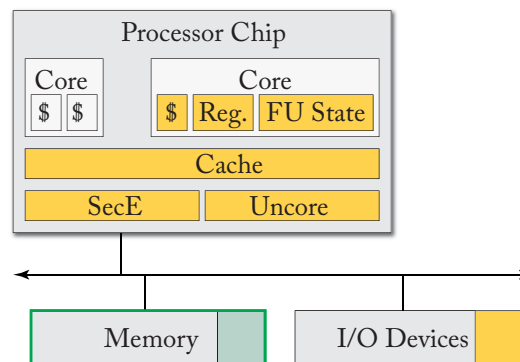 Processor Chip
Core
Core
$ $
$ Reg. FU State
Cache
SecE Uncore
Memory I/O Devices